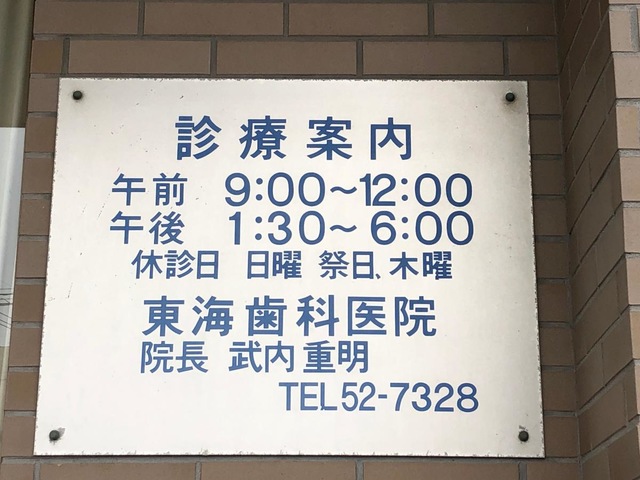 診療案内
午前 9:00～12:00
午後 1:30～6:00
休診日 日曜 祭日、木曜
東海歯科医院
院長 武内重明
TEL52-7328